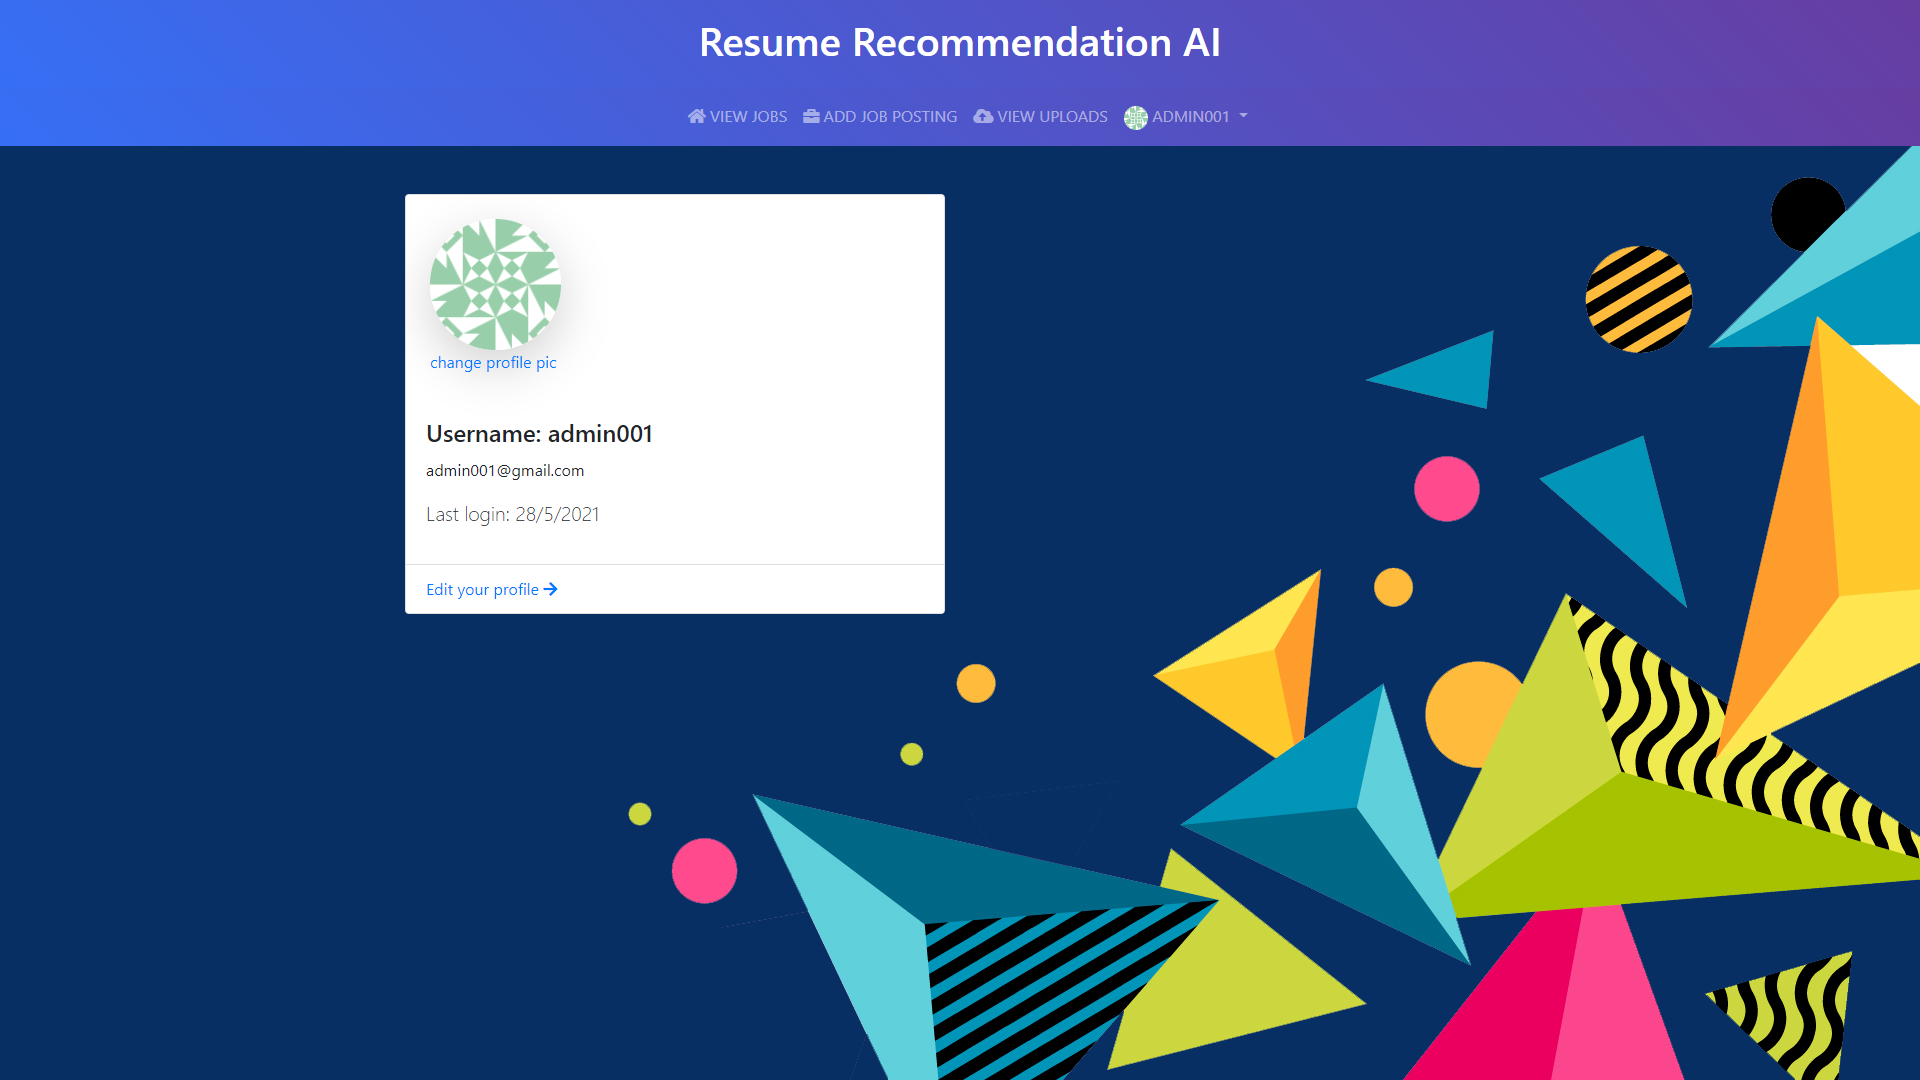 Resume Recommendation AI
VIEW JOBS ADD JOB POSTING VIEW UPLOADS ADMIN001
change profile pic
Username: admin001
admin001@gmail.com
Last login: 28/5/2021
Edit your profile